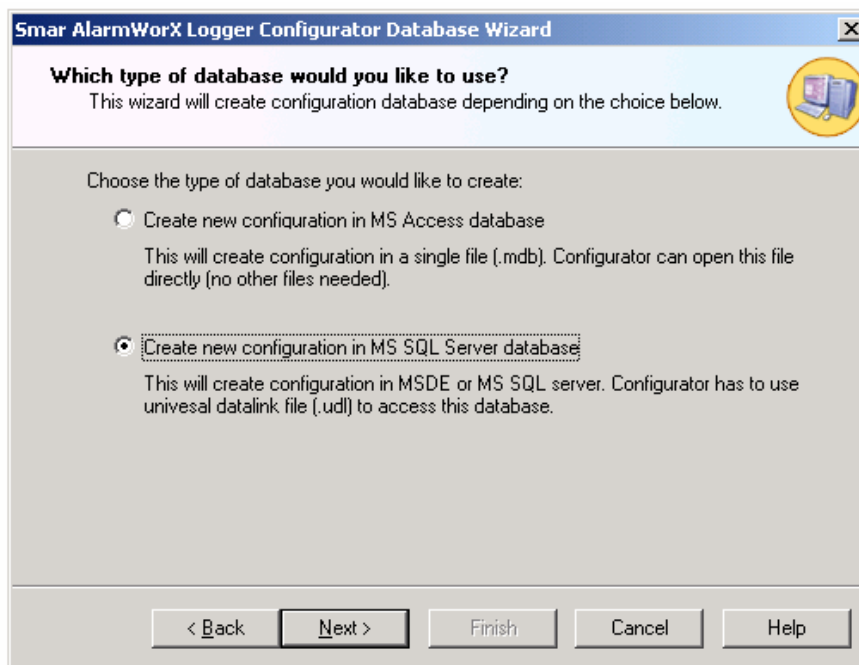 Smar AlarmWorX Logger Configurator Database Wizard
Which type of database would you like to use?
This wizard will create configuration database depending on the choice below.
Choose the type of database you would like to create:
Create new configuration in MS Access database
This will create configuration in a single file (.mdb). Configurator can open this file
directly (no other files needed).
Create new configuration in MS SQL Server database
This will create configuration in MSDE or MS SQL server. Configurator has to use
univesal datalink file (.udl) to access this database.
< Back Next > Finish Cancel Help